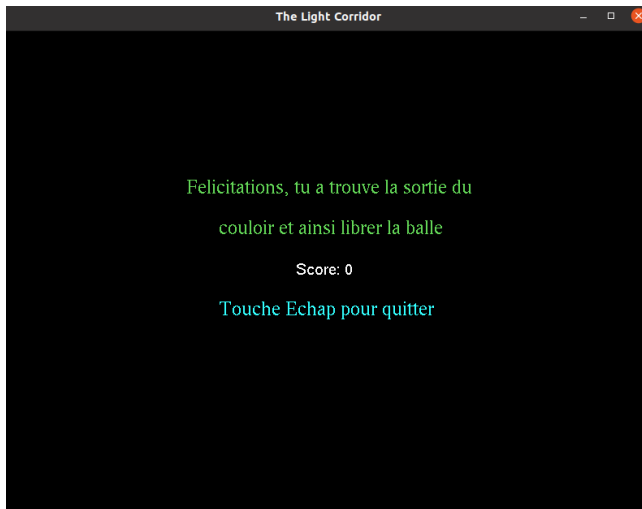 The Light Corridor
Felicitations, tu a trouve la sortie du
couloir et ainsi librer la balle
Score: 0
Touche Echap pour quitter